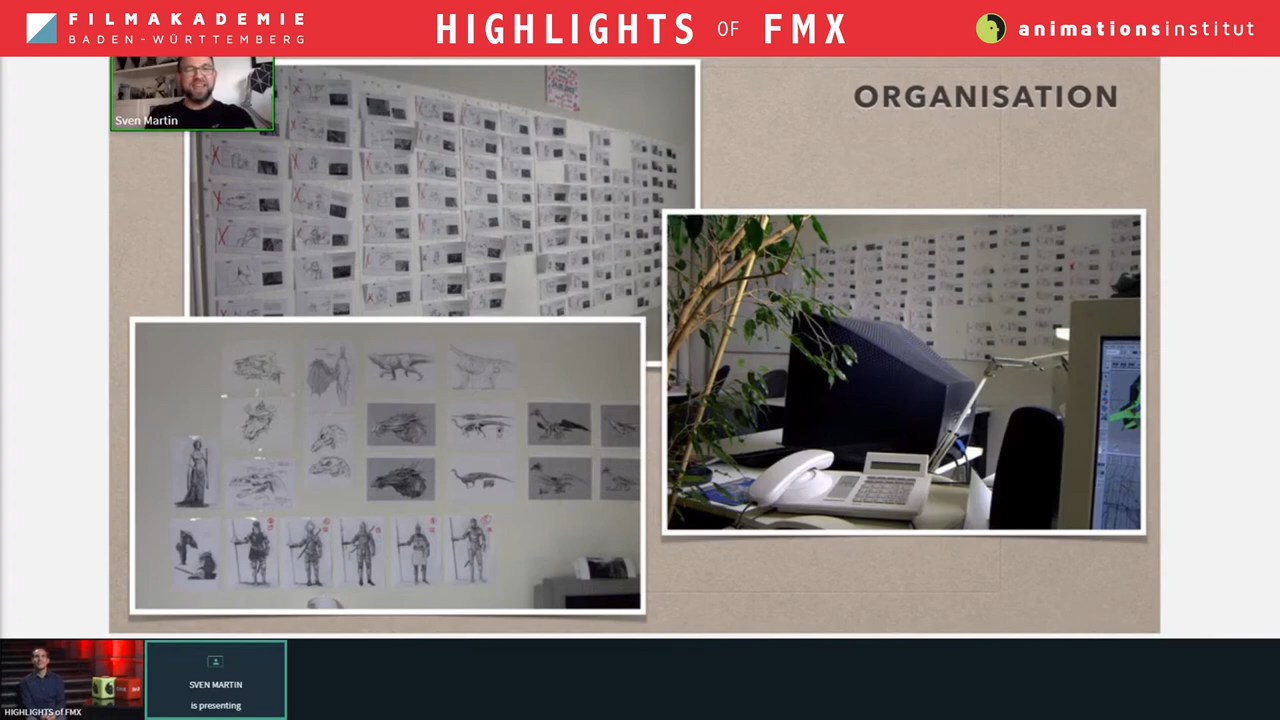 FILMAKADEMIE
BADEN-WÜRTTEMBERG
HIGHLIGHTS OF FMX
animationsinstitut
Sven Martin
ORGANISATION
HIGHLIGHTS of FMX
SVEN MARTIN
is presenting